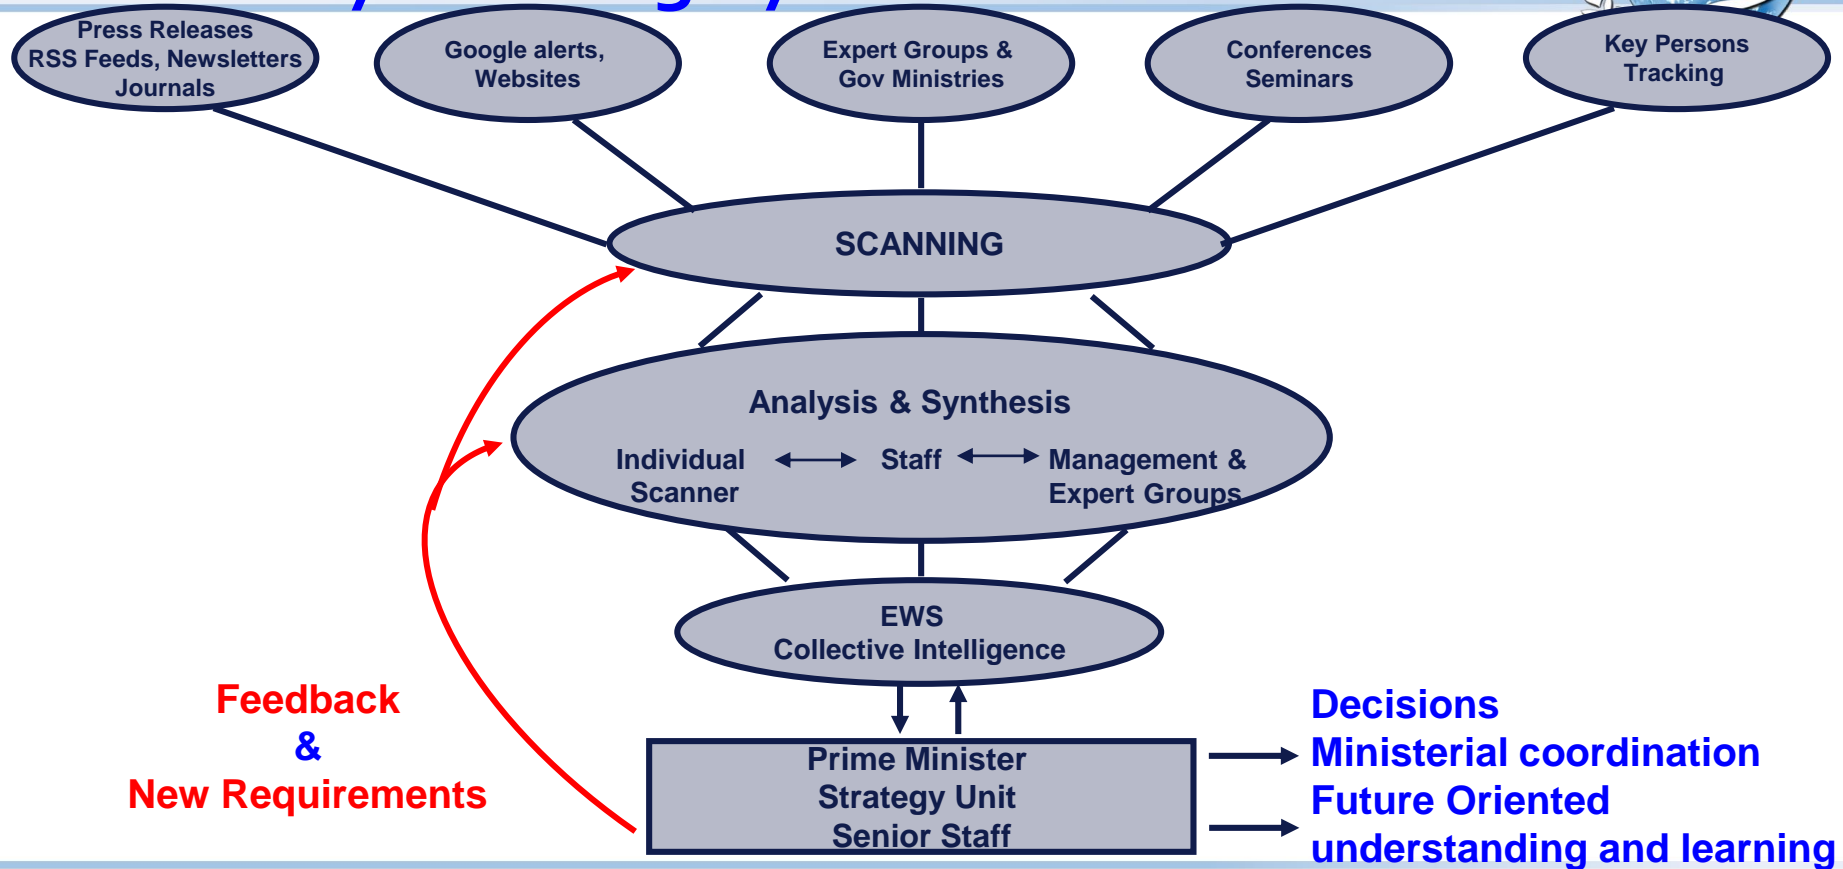 Press Releases
RSS Feeds, Newsletters
Journals
Google alerts,
Websites
Expert Groups &
Gov Ministries
Conferences
Seminars
Key Persons
Tracking
SCANNING
Analysis & Synthesis
Individual
Scanner
Staff
Management &
Expert Groups
EWS
Collective Intelligence
Feedback
&
New Requirements
Prime Minister
Strategy Unit
Senior Staff
Decisions
Ministerial coordination
Future Oriented
understanding and learning